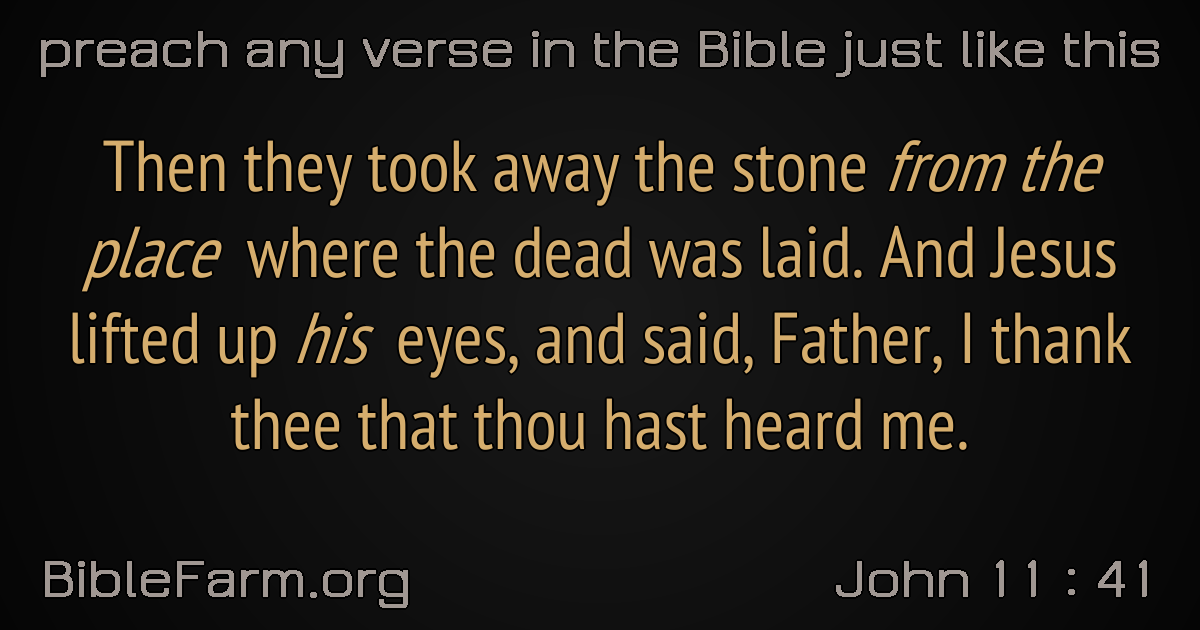 preach any verse in the Bible just like this
Then they took away the stone from the
place where the dead was laid. And Jesus
lifted up his eyes, and said, Father, I thank
thee that thou hast heard me.
BibleFarm.org
John 11 : 41